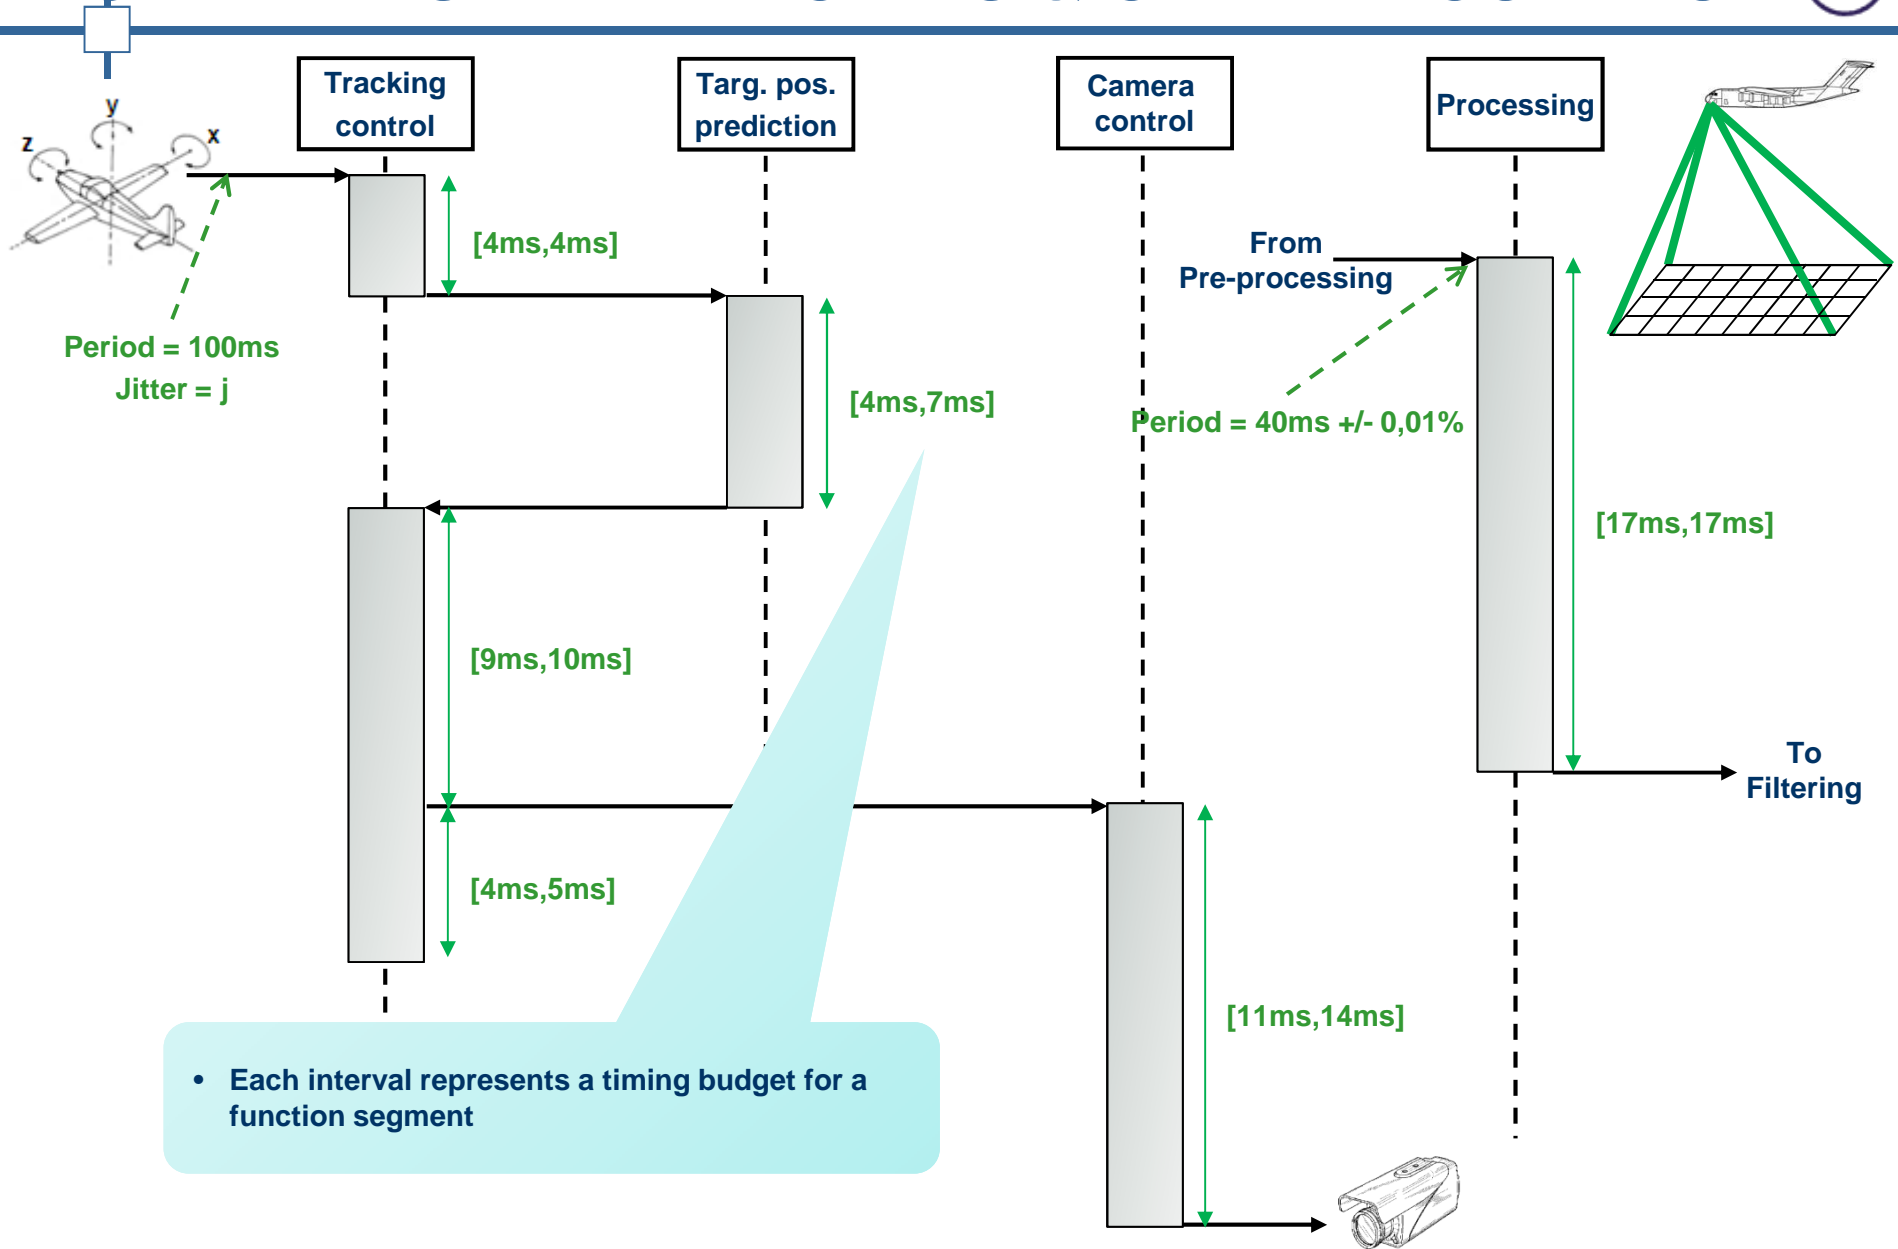 Tracking
control
Targ. pos.
prediction
Camera
control
Processing
y
x
z
[4ms,4ms]
From
Pre-processing
Period = 100ms
Jitter = j
[4ms,7ms]
Period = 40ms +/- 0,01%
[17ms,17ms]
[9ms,10ms]
To
Filtering
[4ms,5ms]
[11ms,14ms]
• Each interval represents a timing budget for a
function segment